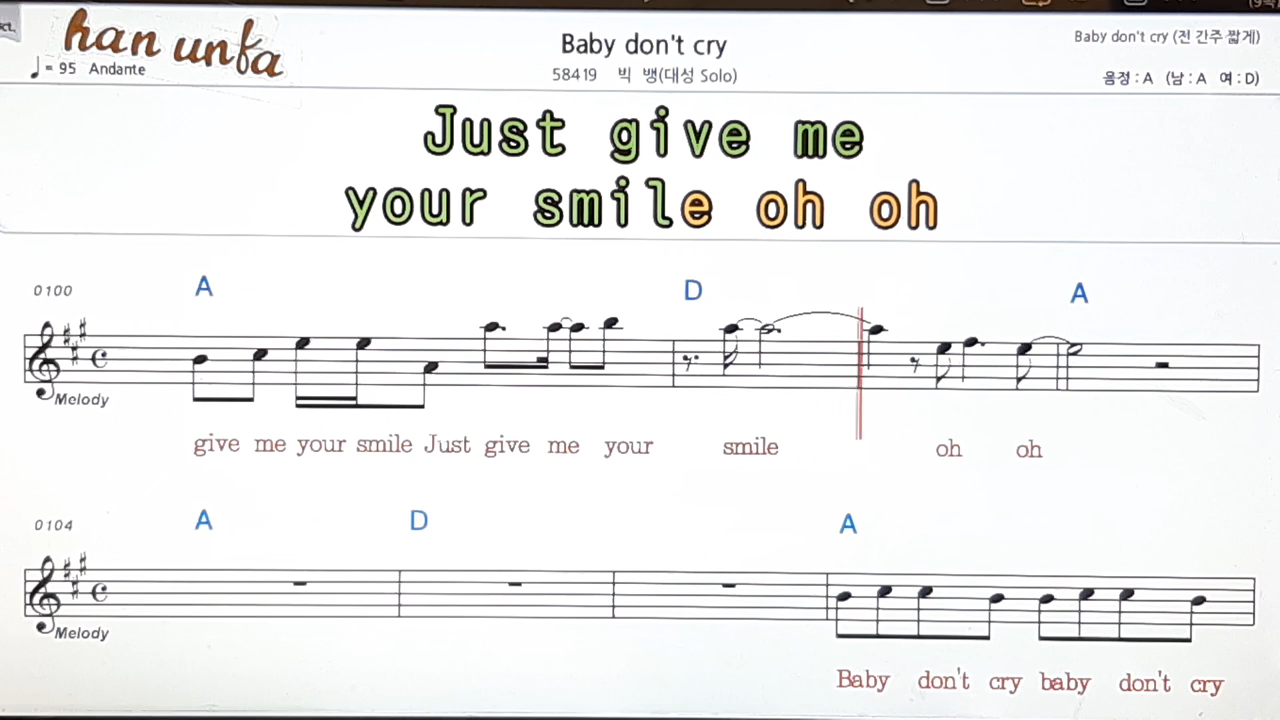 ct.
han unfa
Baby don't cry
Baby don't cry (전 간주 짧게)
♩= 95 Andante
58419 빅 뱅(대성 Solo)
음정 : A (남 : A 여 : D)
Just give me
your smile oh oh
0100 A D A
Melody
give me your smile Just give me your smile oh oh
0104 A D A
Melody
Baby don't cry baby don't cry